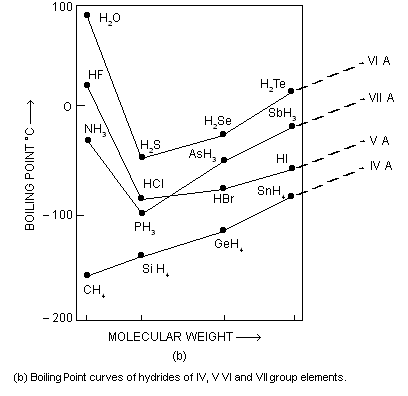 100
H₂O
VI A
HF
H₂Te
VII A
0
SbH₃
NH₃
H₂Se
H₂S
AsH₃
V A
HI
IV A
HCl
SnH₄
HBr
-100
PH₃
GeH₄
Si H₄
CH₄
-200
BOILING POINT °C →
MOLECULAR WEIGHT →
(b)
(b) Boiling Point curves of hydrides of IV, V VI and VII group elements.